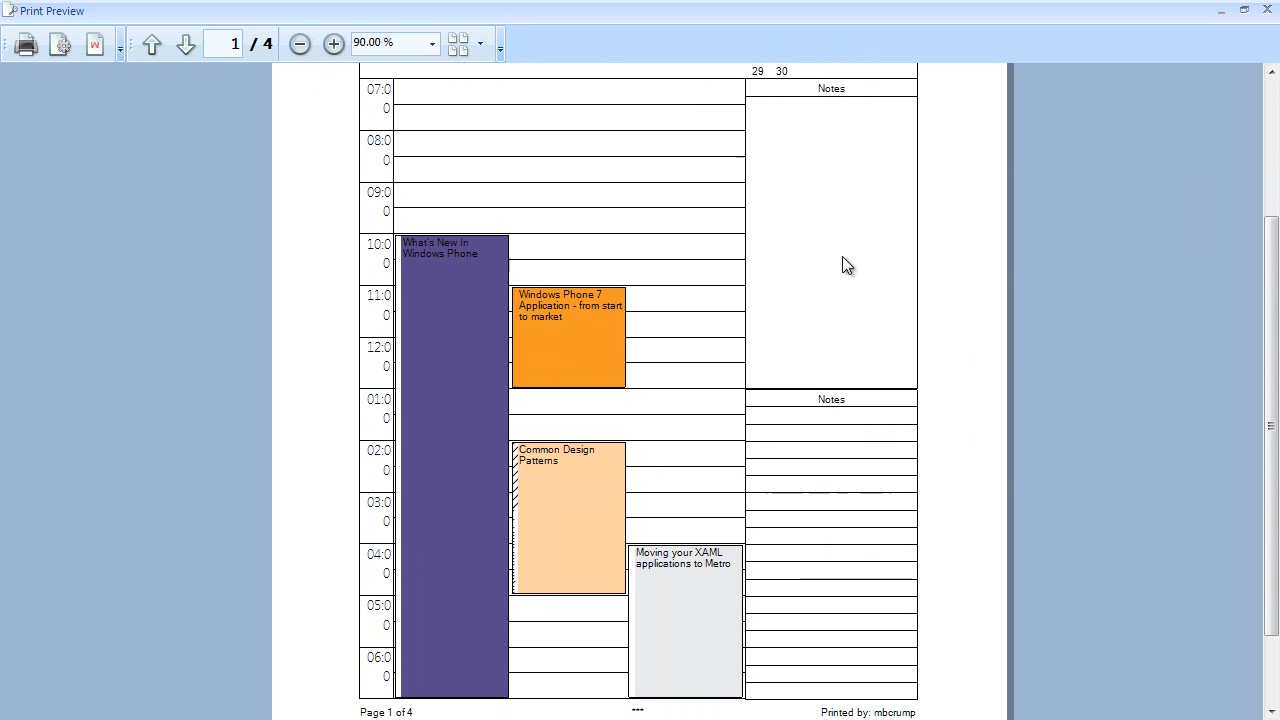 Print Preview
1 / 4
90.00 %
29 30
07:0
0
Notes
08:0
0
09:0
0
10:0
0
What's New In
Windows Phone
11:0
0
Windows Phone 7
Application - from start
to market
12:0
0
01:0
0
Notes
02:0
0
Common Design
Patterns
03:0
0
04:0
0
Moving your XAML
applications to Metro
05:0
0
06:0
0
Page 1 of 4
***
Printed by: mbcrump